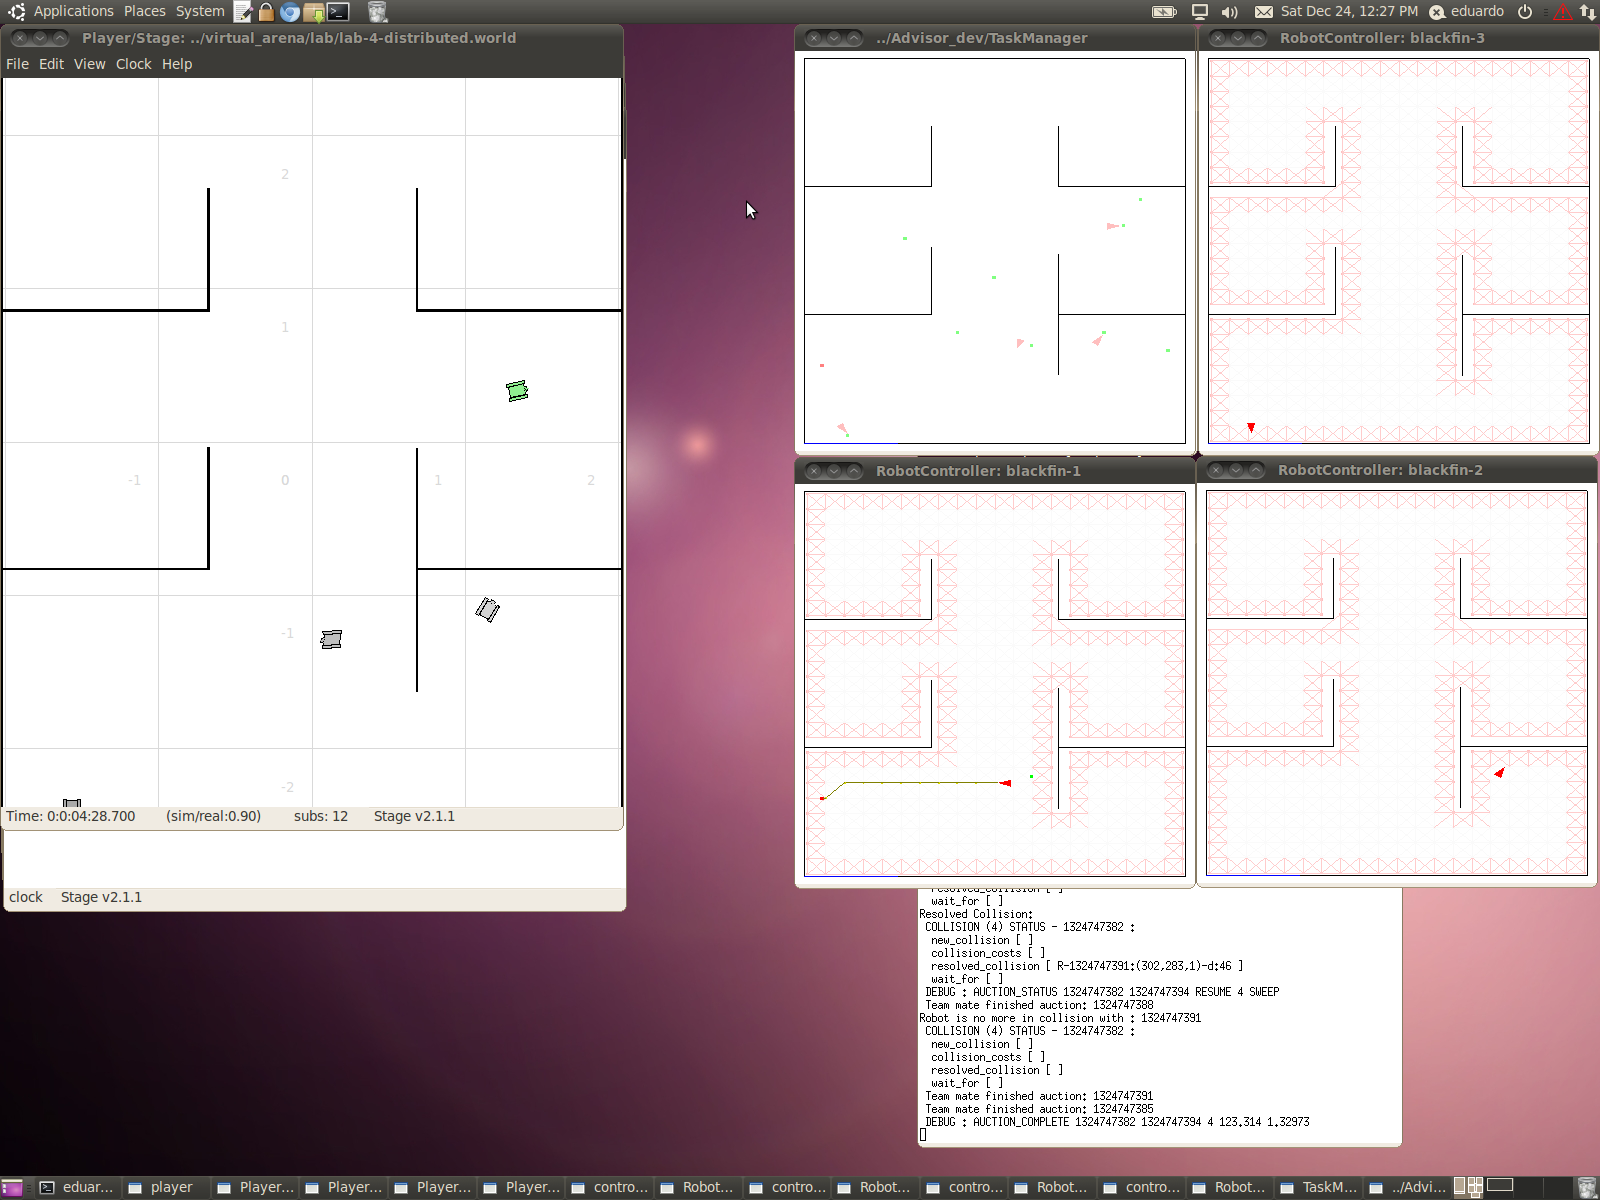 Applications Places System
Sat Dec 24, 12:27 PM eduardo
Player/Stage: ../virtual_arena/lab/lab-4-distributed.world
File Edit View Clock Help
2
1
-1 0 1 2
-1
-2
Time: 0:0:04:28.700 (sim/real:0.90) subs: 12 Stage v2.1.1
clock Stage v2.1.1
../Advisor_dev/TaskManager
RobotController: blackfin-3
RobotController: blackfin-1
RobotController: blackfin-2
resolved_collision [ ]
wait_for [ ]
Resolved Collision:
COLLISION (4) STATUS - 1324747382 :
new_collision [ ]
collision_costs [ ]
resolved_collision [ R-1324747391:(302,283,1)-d:46 ]
wait_for [ ]
DEBUG : AUCTION_STATUS 1324747382 1324747394 RESUME 4 SWEEP
Team mate finished auction: 1324747388
Robot is no more in collision with : 1324747391
COLLISION (4) STATUS - 1324747382 :
new_collision [ ]
collision_costs [ ]
resolved_collision [ ]
wait_for [ ]
Team mate finished auction: 1324747391
Team mate finished auction: 1324747385
DEBUG : AUCTION_COMPLETE 1324747382 1324747394 4 123.314 1.32973
eduar... player Player... Player... Player... Player... contro... Robot... contro... Robot... contro... Robot... contro... Robot... TaskM... ../Advi...